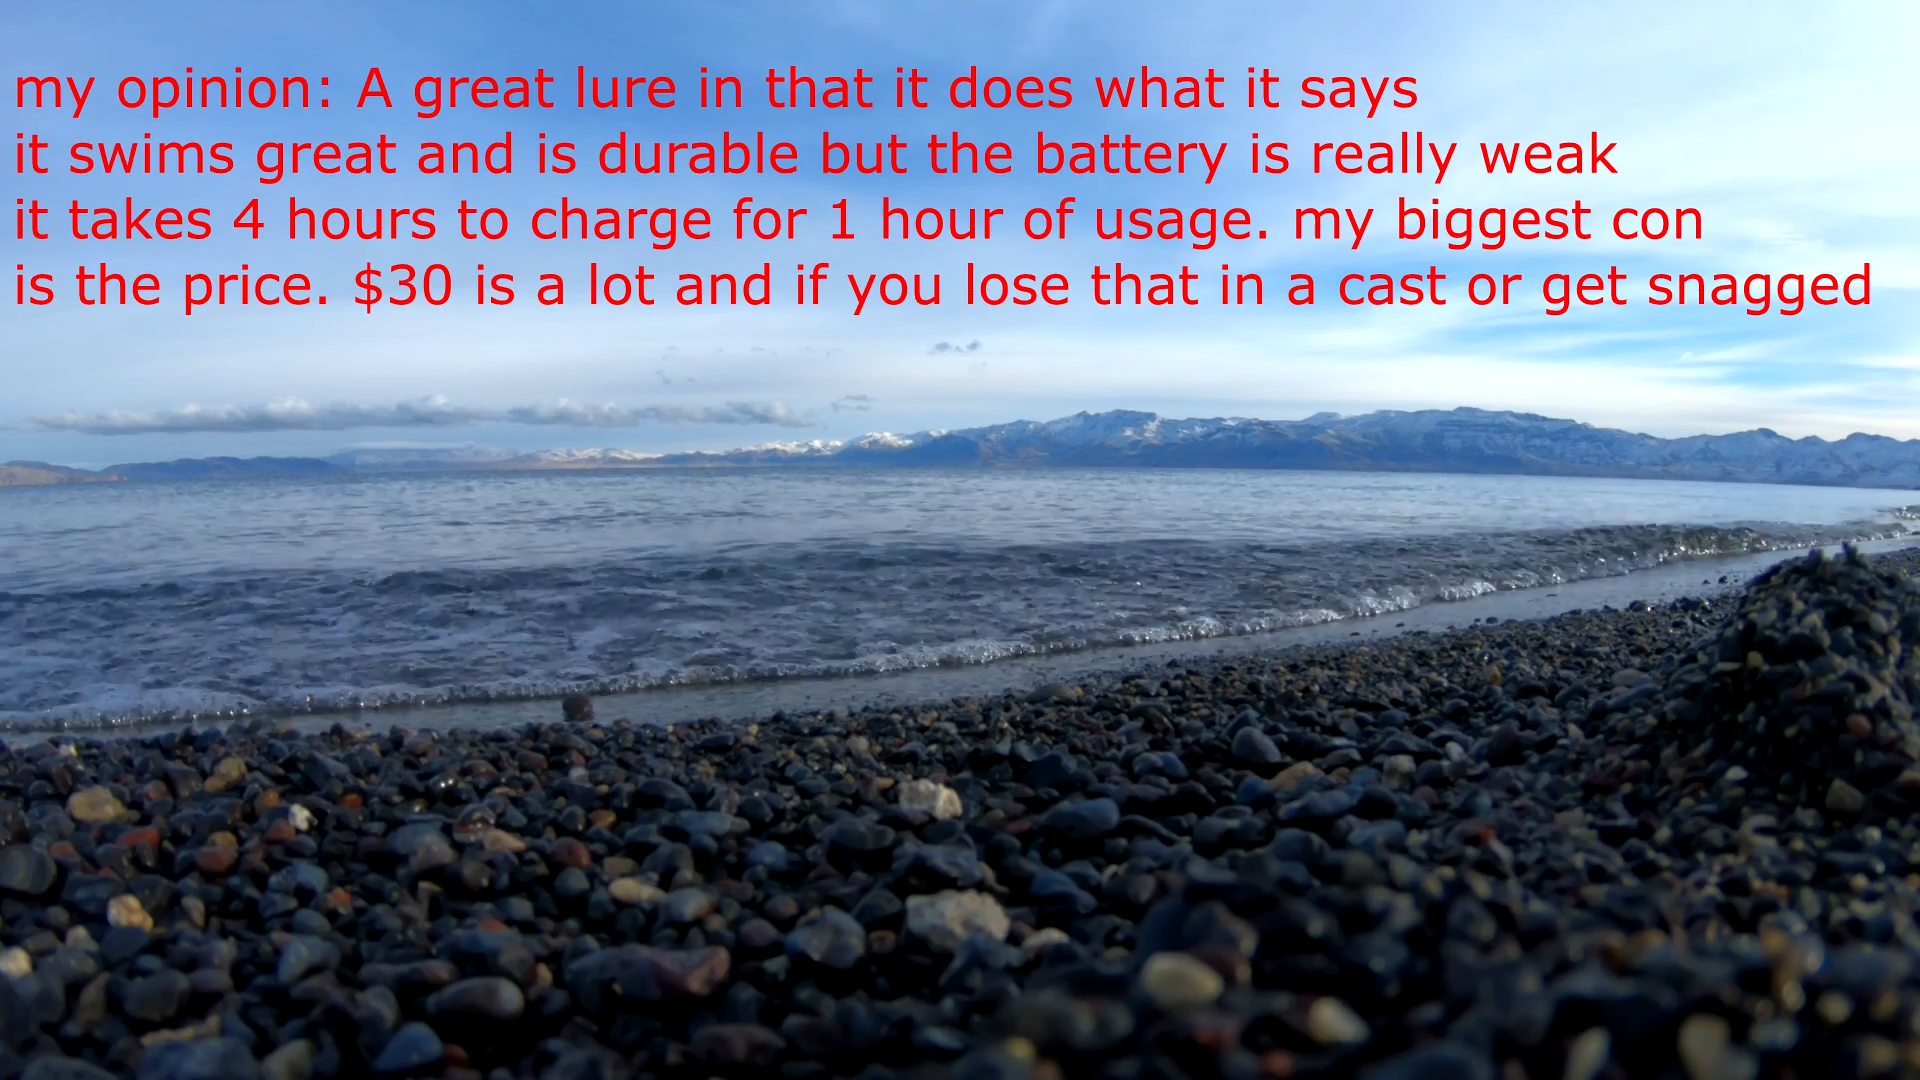 my opinion: A great lure in that it does what it says
it swims great and is durable but the battery is really weak
it takes 4 hours to charge for 1 hour of usage. my biggest con
is the price. $30 is a lot and if you lose that in a cast or get snagged